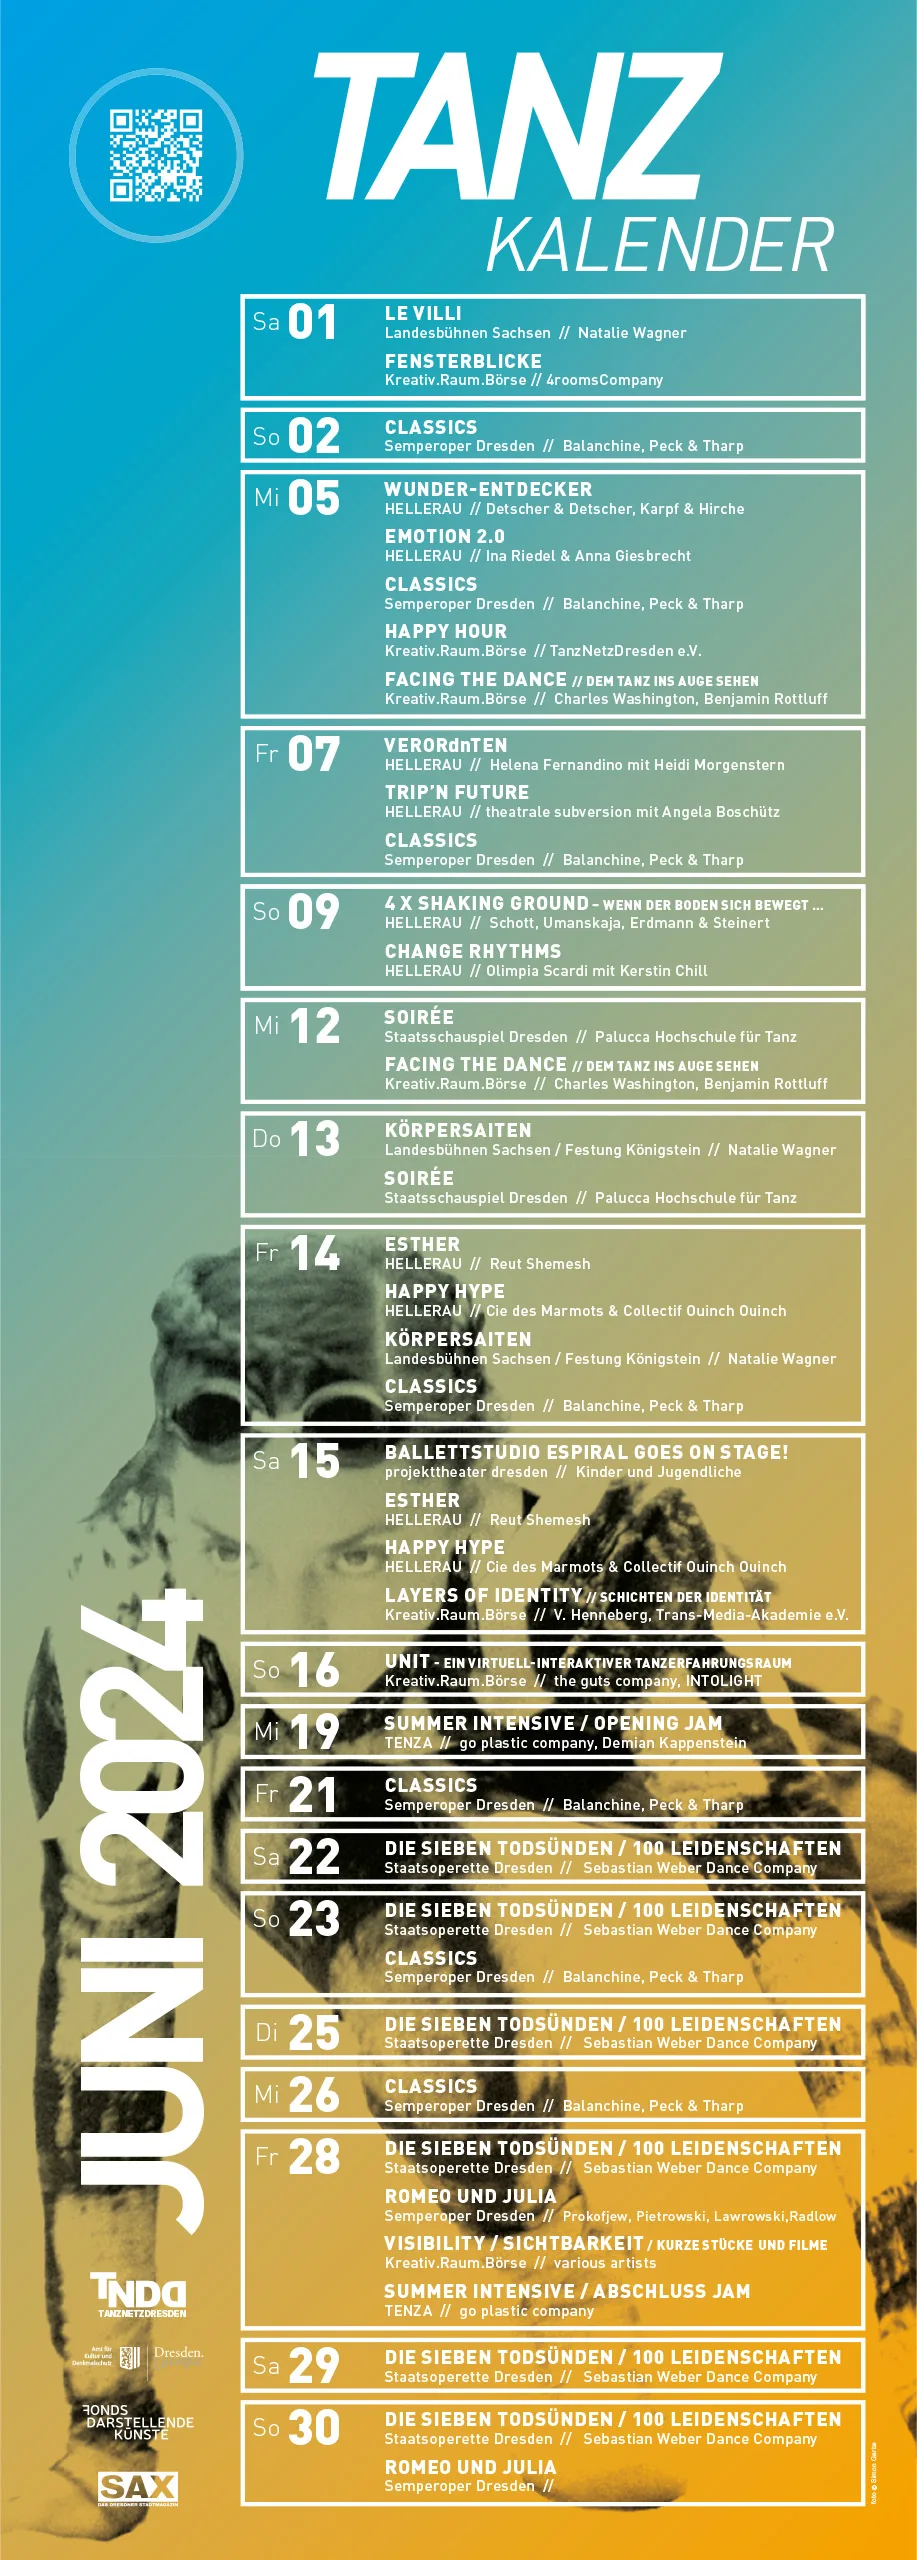 TANZ
KALENDER
Sa 01
LE VILLI
Landesbühnen Sachsen // Natalie Wagner
FENSTERBLICKE
Kreativ.Raum.Börse // 4roomsCompany
So 02
CLASSICS
Semperoper Dresden // Balanchine, Peck & Tharp
Mi 05
WUNDER-ENTDECKER
HELLERAU // Detscher & Detscher, Karpf & Hirche
EMOTION 2.0
HELLERAU // Ina Riedel & Anna Giesbrecht
CLASSICS
Semperoper Dresden // Balanchine, Peck & Tharp
HAPPY HOUR
Kreativ.Raum.Börse // TanzNetzDresden e.V.
FACING THE DANCE // DEM TANZ INS AUGE SEHEN
Kreativ.Raum.Börse // Charles Washington, Benjamin Rottluff
Fr 07
VERORdnTEN
HELLERAU // Helena Fernandino mit Heidi Morgenstern
TRIP'N FUTURE
HELLERAU // theatrale subversion mit Angela Boschütz
CLASSICS
Semperoper Dresden // Balanchine, Peck & Tharp
So 09
4 X SHAKING GROUND – WENN DER BODEN SICH BEWEGT ...
HELLERAU // Schott, Umanskaja, Erdmann & Steinert
CHANGE RHYTHMS
HELLERAU // Olimpia Scardi mit Kerstin Chill
Mi 12
SOIRÉE
Staatsschauspiel Dresden // Palucca Hochschule für Tanz
FACING THE DANCE // DEM TANZ INS AUGE SEHEN
Kreativ.Raum.Börse // Charles Washington, Benjamin Rottluff
Do 13
KÖRPERSAITEN
Landesbühnen Sachsen / Festung Königstein // Natalie Wagner
SOIRÉE
Staatsschauspiel Dresden // Palucca Hochschule für Tanz
Fr 14
ESTHER
HELLERAU // Reut Shemesh
HAPPY HYPE
HELLERAU // Cie des Marmots & Collectif Ouinch Ouinch
KÖRPERSAITEN
Landesbühnen Sachsen / Festung Königstein // Natalie Wagner
CLASSICS
Semperoper Dresden // Balanchine, Peck & Tharp
Sa 15
BALLETTSTUDIO ESPIRAL GOES ON STAGE!
projekttheater dresden // Kinder und Jugendliche
ESTHER
HELLERAU // Reut Shemesh
HAPPY HYPE
HELLERAU // Cie des Marmots & Collectif Ouinch Ouinch
LAYERS OF IDENTITY // SCHICHTEN DER IDENTITÄT
Kreativ.Raum.Börse // V. Henneberg, Trans-Media-Akademie e.V.
So 16
UNIT - EIN VIRTUELL-INTERAKTIVER TANZERFAHRUNGSRAUM
Kreativ.Raum.Börse // the guts company, INTOLIGHT
Mi 19
SUMMER INTENSIVE / OPENING JAM
TENZA // go plastic company, Demian Kappenstein
Fr 21
CLASSICS
Semperoper Dresden // Balanchine, Peck & Tharp
Sa 22
DIE SIEBEN TODSÜNDEN / 100 LEIDENSCHAFTEN
Staatsoperette Dresden // Sebastian Weber Dance Company
So 23
DIE SIEBEN TODSÜNDEN / 100 LEIDENSCHAFTEN
Staatsoperette Dresden // Sebastian Weber Dance Company
CLASSICS
Semperoper Dresden // Balanchine, Peck & Tharp
Di 25
DIE SIEBEN TODSÜNDEN / 100 LEIDENSCHAFTEN
Staatsoperette Dresden // Sebastian Weber Dance Company
Mi 26
CLASSICS
Semperoper Dresden // Balanchine, Peck & Tharp
Fr 28
DIE SIEBEN TODSÜNDEN / 100 LEIDENSCHAFTEN
Staatsoperette Dresden // Sebastian Weber Dance Company
ROMEO UND JULIA
Semperoper Dresden // Prokofjew, Pietrowski, Lawrowski,Radlow
VISIBILITY / SICHTBARKEIT / KURZE STÜCKE UND FILME
Kreativ.Raum.Börse // various artists
SUMMER INTENSIVE / ABSCHLUSS JAM
TENZA // go plastic company
Sa 29
DIE SIEBEN TODSÜNDEN / 100 LEIDENSCHAFTEN
Staatsoperette Dresden // Sebastian Weber Dance Company
So 30
DIE SIEBEN TODSÜNDEN / 100 LEIDENSCHAFTEN
Staatsoperette Dresden // Sebastian Weber Dance Company
ROMEO UND JULIA
Semperoper Dresden //
JUNI 2024
TNDD
TANZNETZDRESDEN
Amt für
Kultur und
Denkmalschutz
Dresden.
FONDS
DARSTELLENDE
KÜNSTE
SAX
DAS DRESDNER STADTMAGAZIN
Foto © Simon Gerta